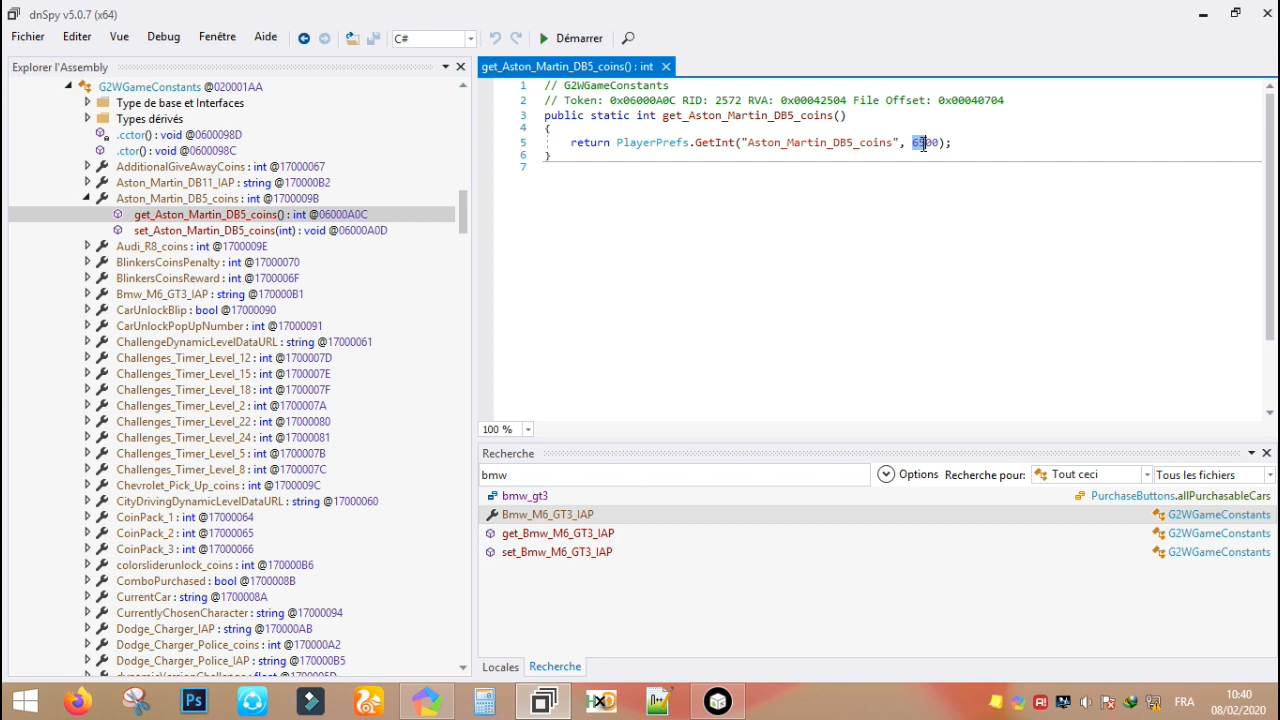 dnSpy v5.0.7 (x64)
Fichier Editer Vue Debug Fenêtre Aide C# Démarrer
Explorer l'Assembly
G2WGameConstants @020001AA
Type de base et Interfaces
Types dérivés
.cctor() : void @0600098D
.ctor() : void @0600098C
AdditionalGiveAwayCoins : int @17000067
Aston_Martin_DB11_IAP : string @170000B2
Aston_Martin_DB5_coins : int @1700009B
get_Aston_Martin_DB5_coins() : int @06000A0C
set_Aston_Martin_DB5_coins(int) : void @06000A0D
Audi_R8_coins : int @1700009E
BlinkersCoinsPenalty : int @17000070
BlinkersCoinsReward : int @1700006F
Bmw_M6_GT3_IAP : string @170000B1
CarUnlockBlip : bool @17000090
CarUnlockPopUpNumber : int @17000091
ChallengeDynamicLevelDataURL : string @17000061
Challenges_Timer_Level_12 : int @1700007D
Challenges_Timer_Level_15 : int @1700007E
Challenges_Timer_Level_18 : int @1700007F
Challenges_Timer_Level_2 : int @1700007A
Challenges_Timer_Level_22 : int @17000080
Challenges_Timer_Level_24 : int @17000081
Challenges_Timer_Level_5 : int @1700007B
Challenges_Timer_Level_8 : int @1700007C
Chevrolet_Pick_Up_coins : int @1700009C
CityDrivingDynamicLevelDataURL : string @17000060
CoinPack_1 : int @17000064
CoinPack_2 : int @17000065
CoinPack_3 : int @17000066
colorsliderunlock_coins : int @170000B6
ComboPurchased : bool @1700008B
CurrentCar : string @1700008A
CurrentlyChosenCharacter : string @17000094
Dodge_Charger_IAP : string @170000AB
Dodge_Charger_Police_coins : int @170000A2
Dodge_Charger_Police_IAP : string @170000B5
get_Aston_Martin_DB5_coins() : int
1 // G2WGameConstants
2 // Token: 0x06000A0C RID: 2572 RVA: 0x00042504 File Offset: 0x00040704
3 public static int get_Aston_Martin_DB5_coins()
4 {
5 return PlayerPrefs.GetInt("Aston_Martin_DB5_coins", 6500);
6 }
7
100 %
Recherche
bmw Options Recherche pour: Tout ceci Tous les fichiers
bmw_gt3 PurchaseButtons.allPurchasableCars
Bmw_M6_GT3_IAP G2WGameConstants
get_Bmw_M6_GT3_IAP G2WGameConstants
set_Bmw_M6_GT3_IAP G2WGameConstants
Locales Recherche
Ps
FRA
10:40
08/02/2020